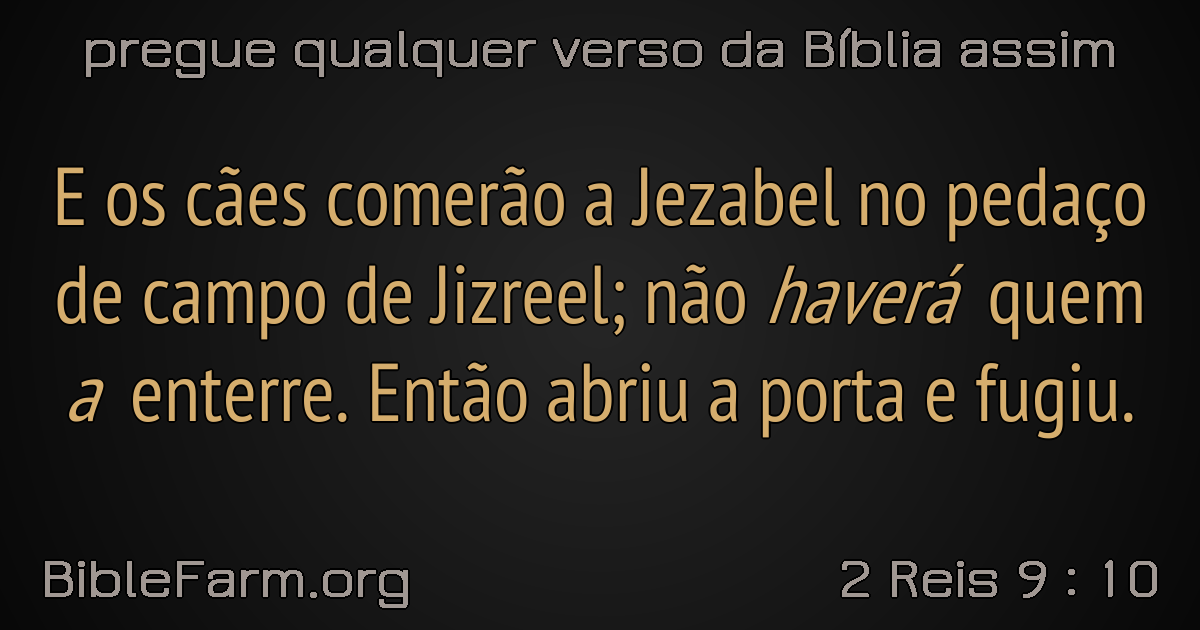 pregue qualquer verso da Bíblia assim
E os cães comerão a Jezabel no pedaço
de campo de Jizreel; não haverá quem
a enterre. Então abriu a porta e fugiu.
BibleFarm.org
2 Reis 9 : 10